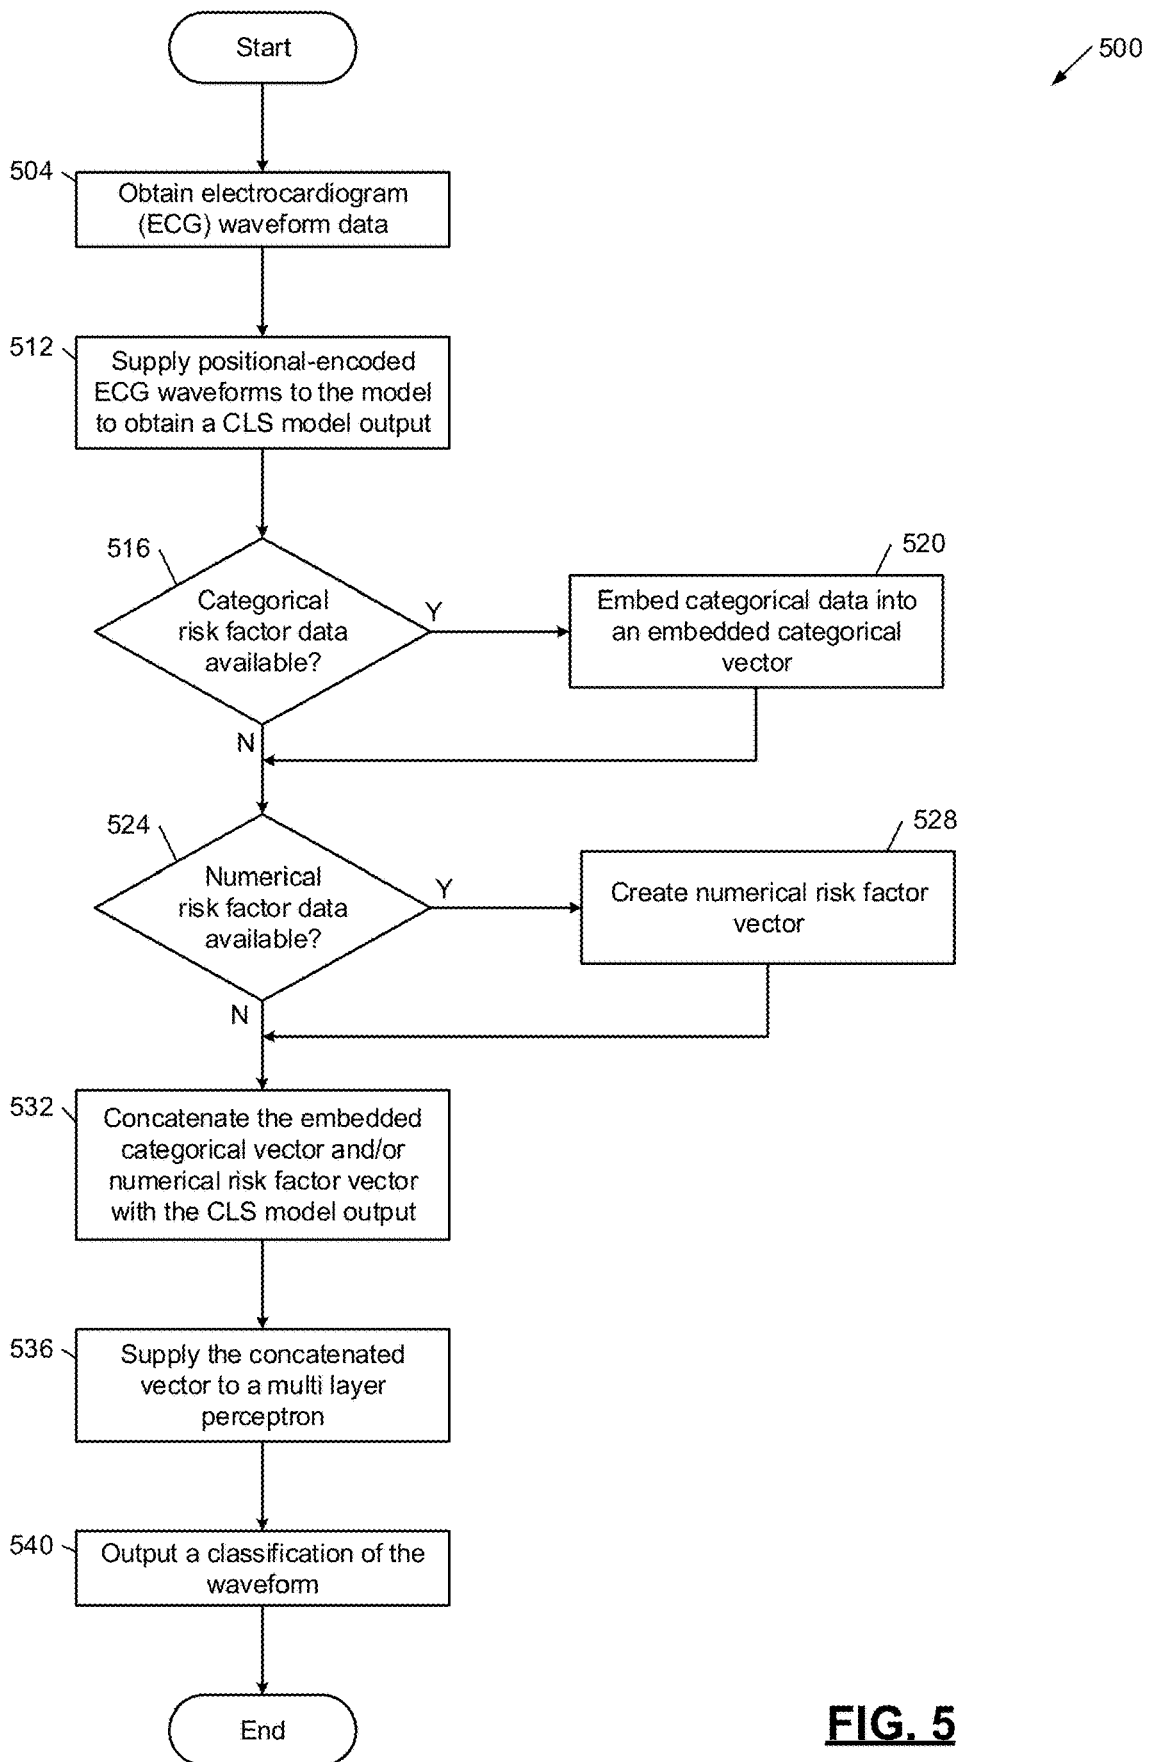 Start
500
504
Obtain electrocardiogram
(ECG) waveform data
512
Supply positional-encoded
ECG waveforms to the model
to obtain a CLS model output
516
Categorical
risk factor data
available?
Y
N
520
Embed categorical data into
an embedded categorical
vector
524
Numerical
risk factor data
available?
Y
N
528
Create numerical risk factor
vector
532
Concatenate the embedded
categorical vector and/or
numerical risk factor vector
with the CLS model output
536
Supply the concatenated
vector to a multi layer
perceptron
540
Output a classification of the
waveform
End
FIG. 5